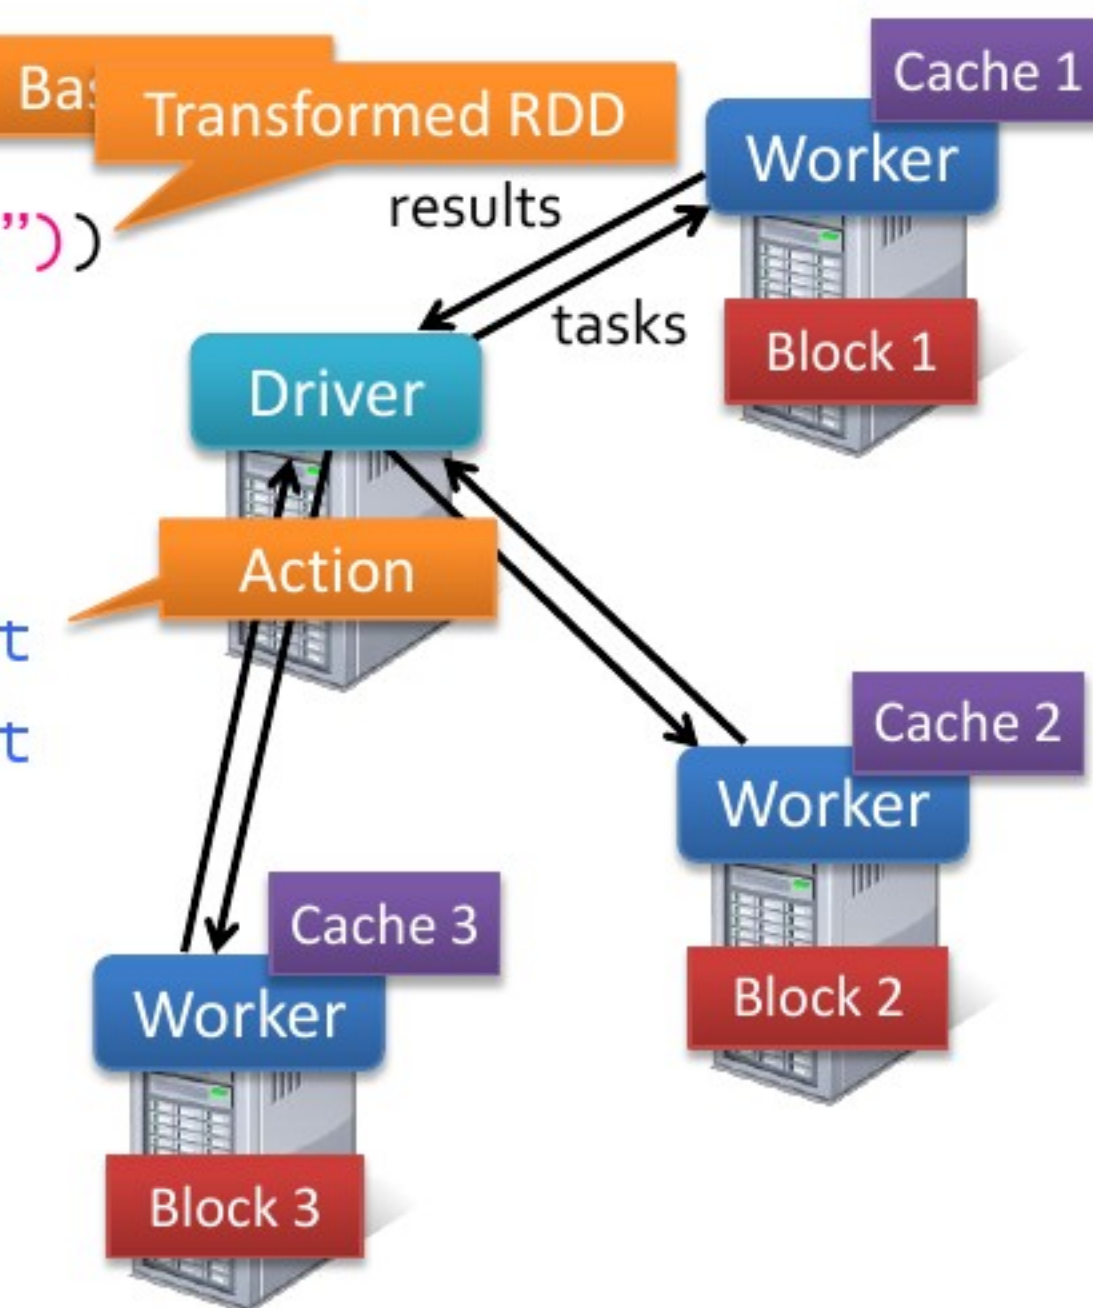 Cache 1
Bas
Transformed RDD
Worker
results
”))
tasks
Block 1
Driver
Action
t
t
Cache 2
Worker
Cache 3
Block 2
Worker
Block 3